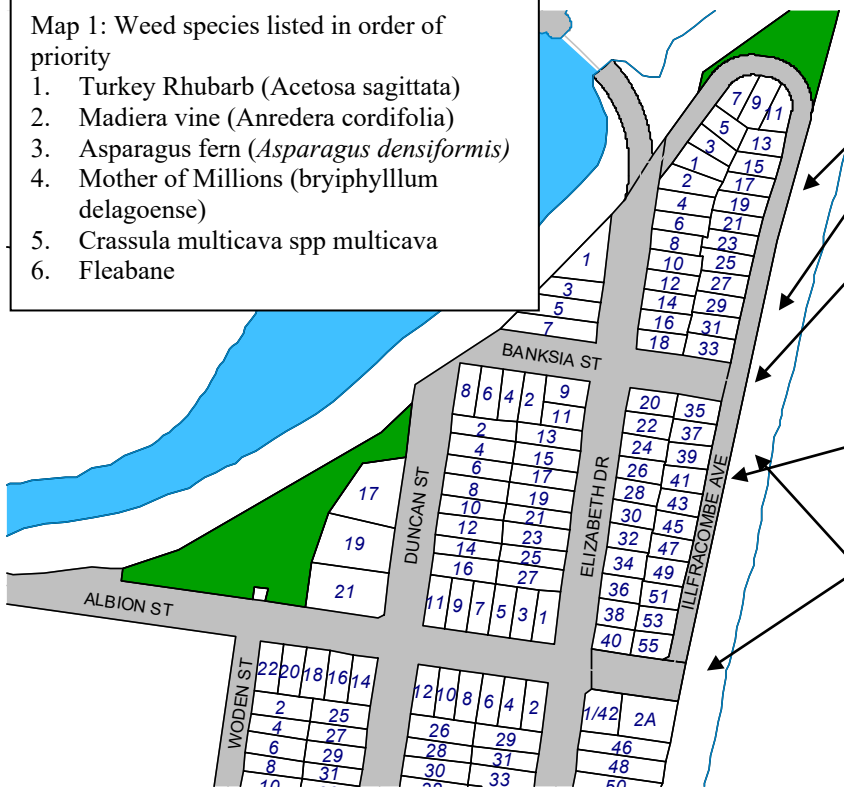 Map 1: Weed species listed in order of
priority
1. Turkey Rhubarb (Acetosa sagittata)
2. Madiera vine (Anredera cordifolia)
3. Asparagus fern (Asparagus densiformis)
4. Mother of Millions (bryiphylllum
delagoense)
5. Crassula multicava spp multicava
6. Fleabane
7 9 11
5 13
3 15
1 17
2 19
4 21
6 23
8 25
10 27
12 29
14 31
16 33
18
1
3
5
7
BANKSIA ST
8 6 4 2 9
11
2 13
4 15
6 17
8 19
10 21
12 23
14 25
16 27
11 9 7 5 3 1
20 35
22 37
24 39
26 41
28 43
30 45
32 47
34 49
36 51
38 53
40 55
DUNCAN ST
ELIZABETH DR
ILLFRACOMBE AVE
17
19
21
ALBION ST
WODEN ST
22 20 18 16 14
2 25
4 27
6 29
8 31
10
12 10 8 6 4 2
26 29
28 31
30 33
1/42 2A
46
48
50